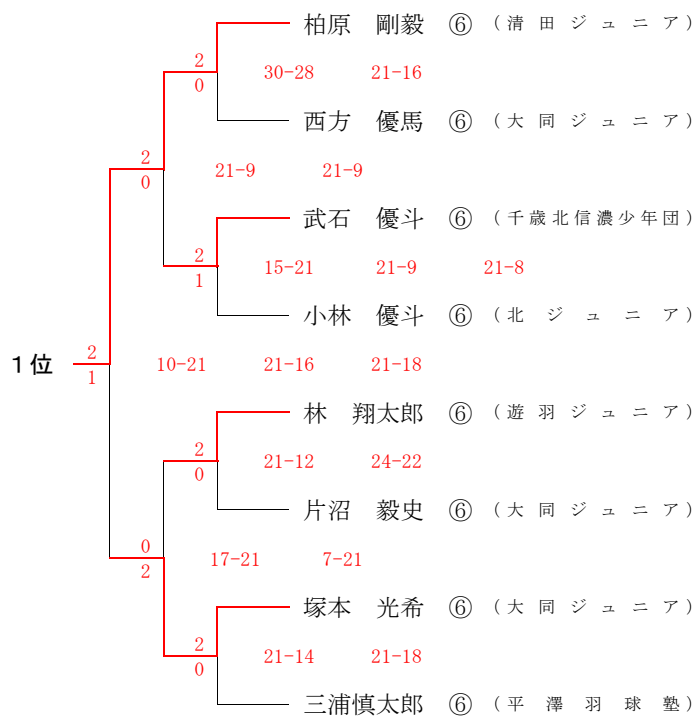 柏原　剛毅　⑥　（清田ジュニア）
2
0　30-28　21-16
西方　優馬　⑥　（大同ジュニア）
2
0　21-9　21-9
武石　優斗　⑥　（千歳北信濃少年団）
2
1　15-21　21-9　21-8
小林　優斗　⑥　（北ジュニア）
１位　2
1　10-21　21-16　21-18
林　翔太郎　⑥　（遊羽ジュニア）
2
0　21-12　24-22
片沼　毅史　⑥　（大同ジュニア）
0
2　17-21　7-21
塚本　光希　⑥　（大同ジュニア）
2
0　21-14　21-18
三浦慎太郎　⑥　（平澤羽球塾）